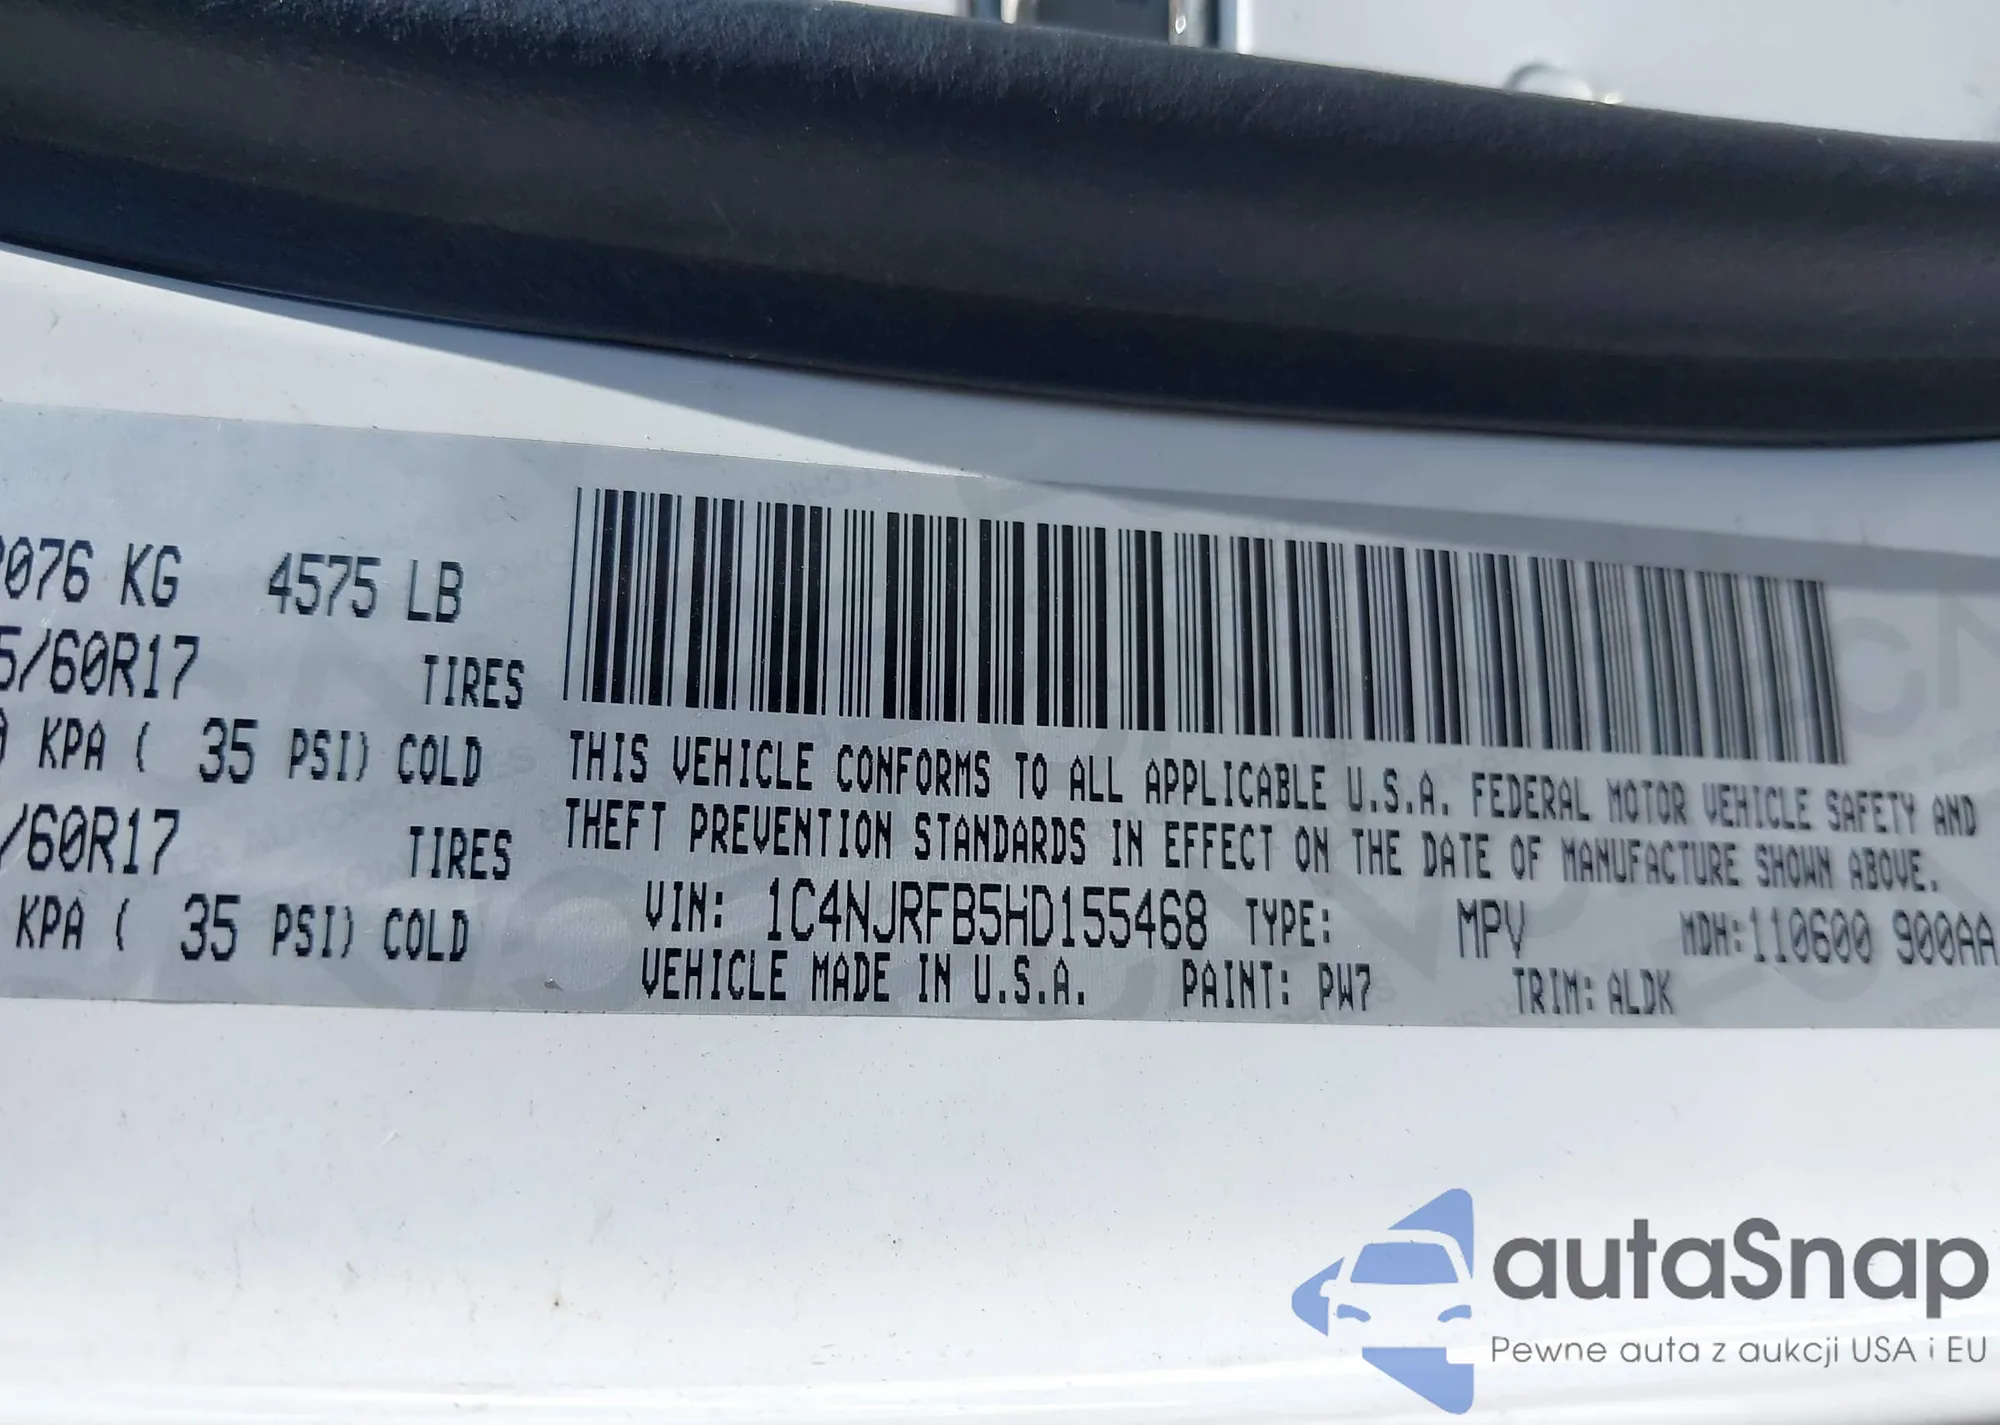 076 KG 4575 LB
5/60R17 TIRES
KPA ( 35 PSI) COLD
/60R17 TIRES
KPA ( 35 PSI) COLD
THIS VEHICLE CONFORMS TO ALL APPLICABLE U.S.A. FEDERAL MOTOR VEHICLE SAFETY AND
THEFT PREVENTION STANDARDS IN EFFECT ON THE DATE OF MANUFACTURE SHOWN ABOVE.
VIN: 1C4NJRFB5HD155468 TYPE: MPV MDH:110600 900AA
VEHICLE MADE IN U.S.A. PAINT: PW7 TRIM: ALDK
autaSnap
Pewne auta z aukcji USA i EU